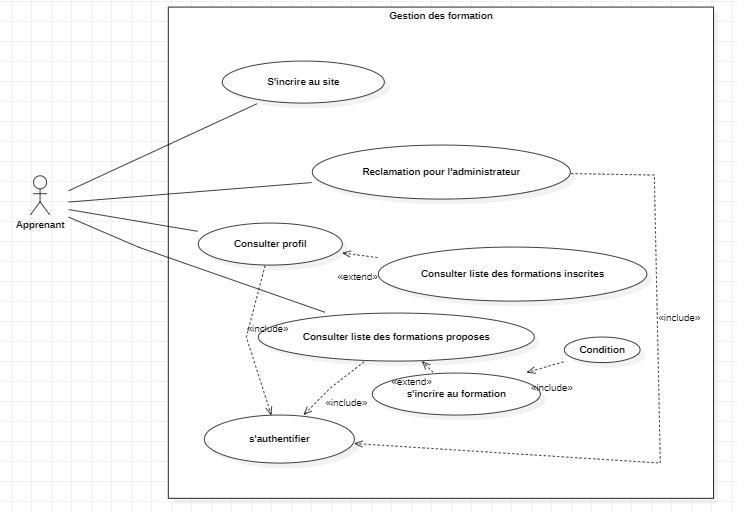 Gestion des formation
S'incrire au site
Reclamation pour l'administrateur
Apprenant
Consulter profil
Consulter liste des formations inscrites
«extend»
«include»
«include»
Consulter liste des formations proposes
Condition
«extend»
«include»
s'incrire au formation
«include»
s'authentifier